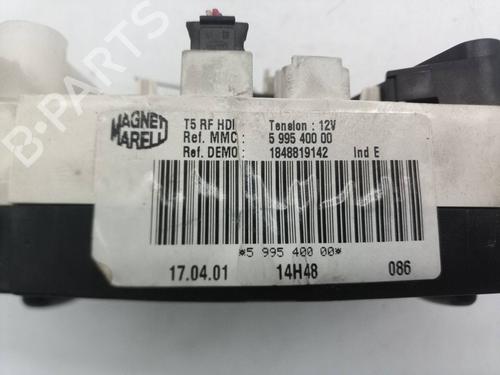 B-PARTS
MAGNETI
MARELLI
T5 RF HDI Tension : 12V
Ref. MMC : 5 995 400 00
Ref. DEMO : 1848819142 Ind E
*5 995 400 00*
17.04.01 14H48 086